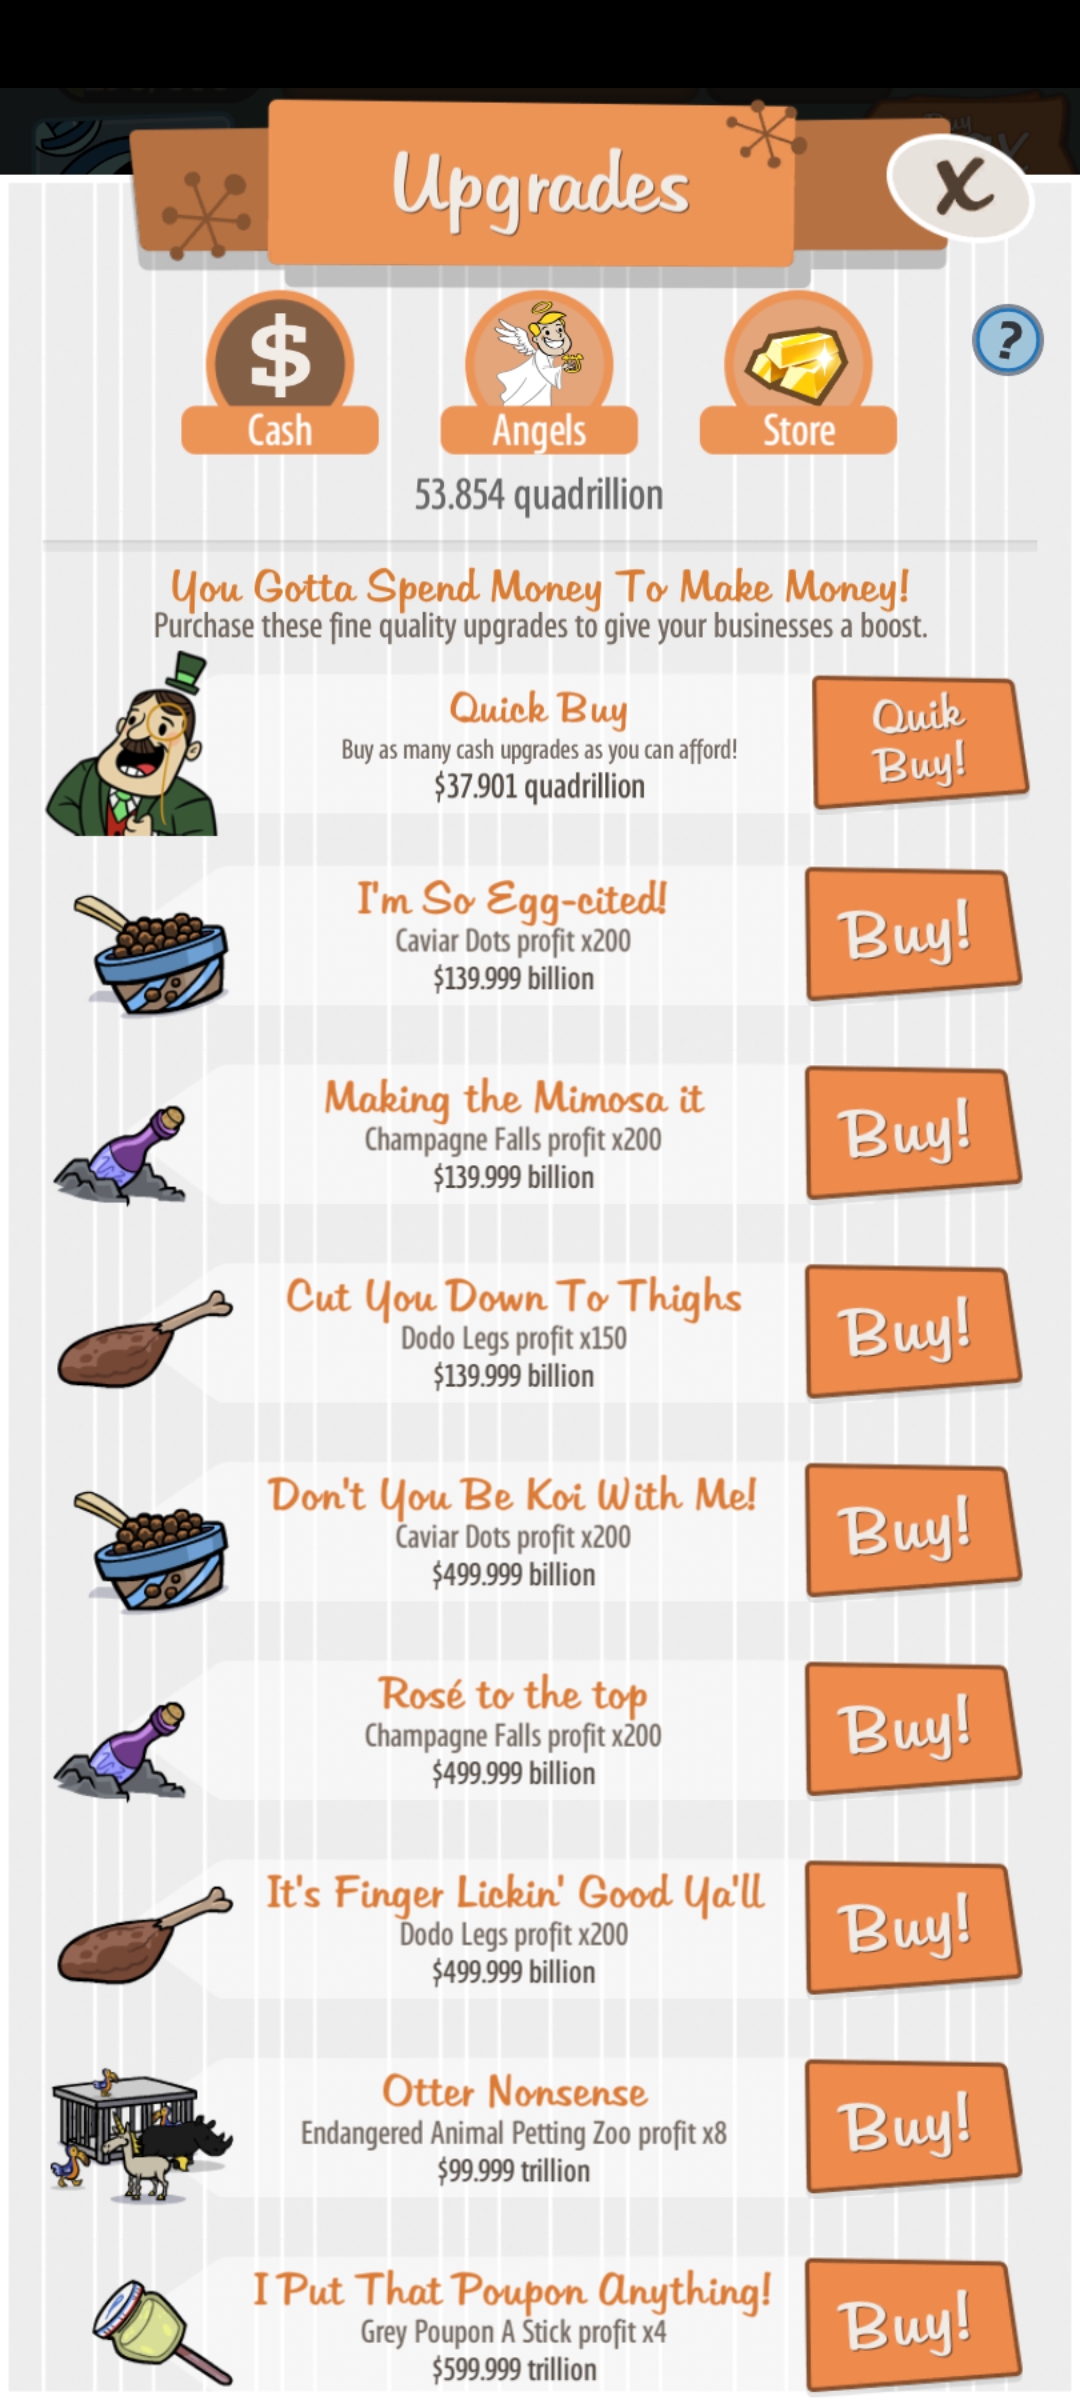 Upgrades
X
Cash
Angels
Store
?
53.854 quadrillion
You Gotta Spend Money To Make Money!
Purchase these fine quality upgrades to give your businesses a boost.
Quick Buy
Buy as many cash upgrades as you can afford!
$37.901 quadrillion
Quik
Buy!
I'm So Egg-cited!
Caviar Dots profit x200
$139.999 billion
Buy!
Making the Mimosa it
Champagne Falls profit x200
$139.999 billion
Buy!
Cut You Down To Thighs
Dodo Legs profit x150
$139.999 billion
Buy!
Don't You Be Koi With Me!
Caviar Dots profit x200
$499.999 billion
Buy!
Rosé to the top
Champagne Falls profit x200
$499.999 billion
Buy!
It's Finger Lickin' Good Ya'll
Dodo Legs profit x200
$499.999 billion
Buy!
Otter Nonsense
Endangered Animal Petting Zoo profit x8
$99.999 trillion
Buy!
I Put That Poupon Anything!
Grey Poupon A Stick profit x4
$599.999 trillion
Buy!